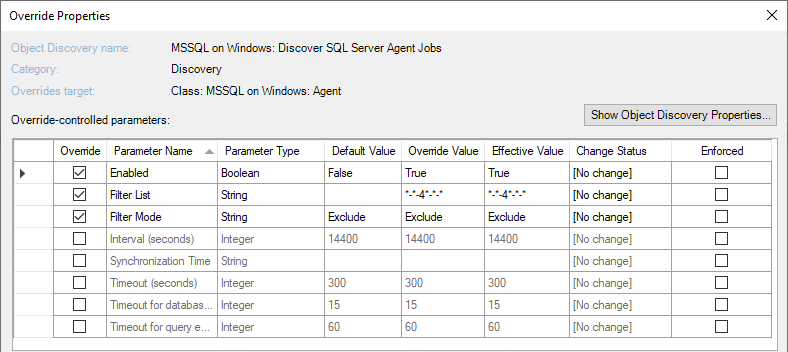 Override Properties
Object Discovery name: MSSQL on Windows: Discover SQL Server Agent Jobs
Category: Discovery
Overrides target: Class: MSSQL on Windows: Agent
Override-controlled parameters:
Show Object Discovery Properties...
Override Parameter Name Parameter Type Default Value Override Value Effective Value Change Status Enforced
Enabled Boolean False True True [No change]
Filter List String *-*-4*-*-* *-*-4*-*-* [No change]
Filter Mode String Exclude Exclude Exclude [No change]
Interval (seconds) Integer 14400 14400 14400 [No change]
Synchronization Time String [No change]
Timeout (seconds) Integer 300 300 300 [No change]
Timeout for databas... Integer 15 15 15 [No change]
Timeout for query e... Integer 60 60 60 [No change]